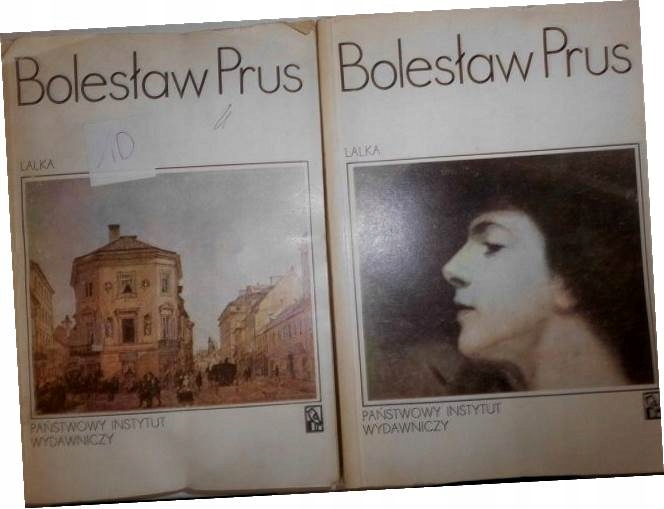 Bolesław Prus
LALKA
10
PAŃSTWOWY INSTYTUT
WYDAWNICZY
Bolesław Prus
LALKA
PAŃSTWOWY INSTYTUT
WYDAWNICZY